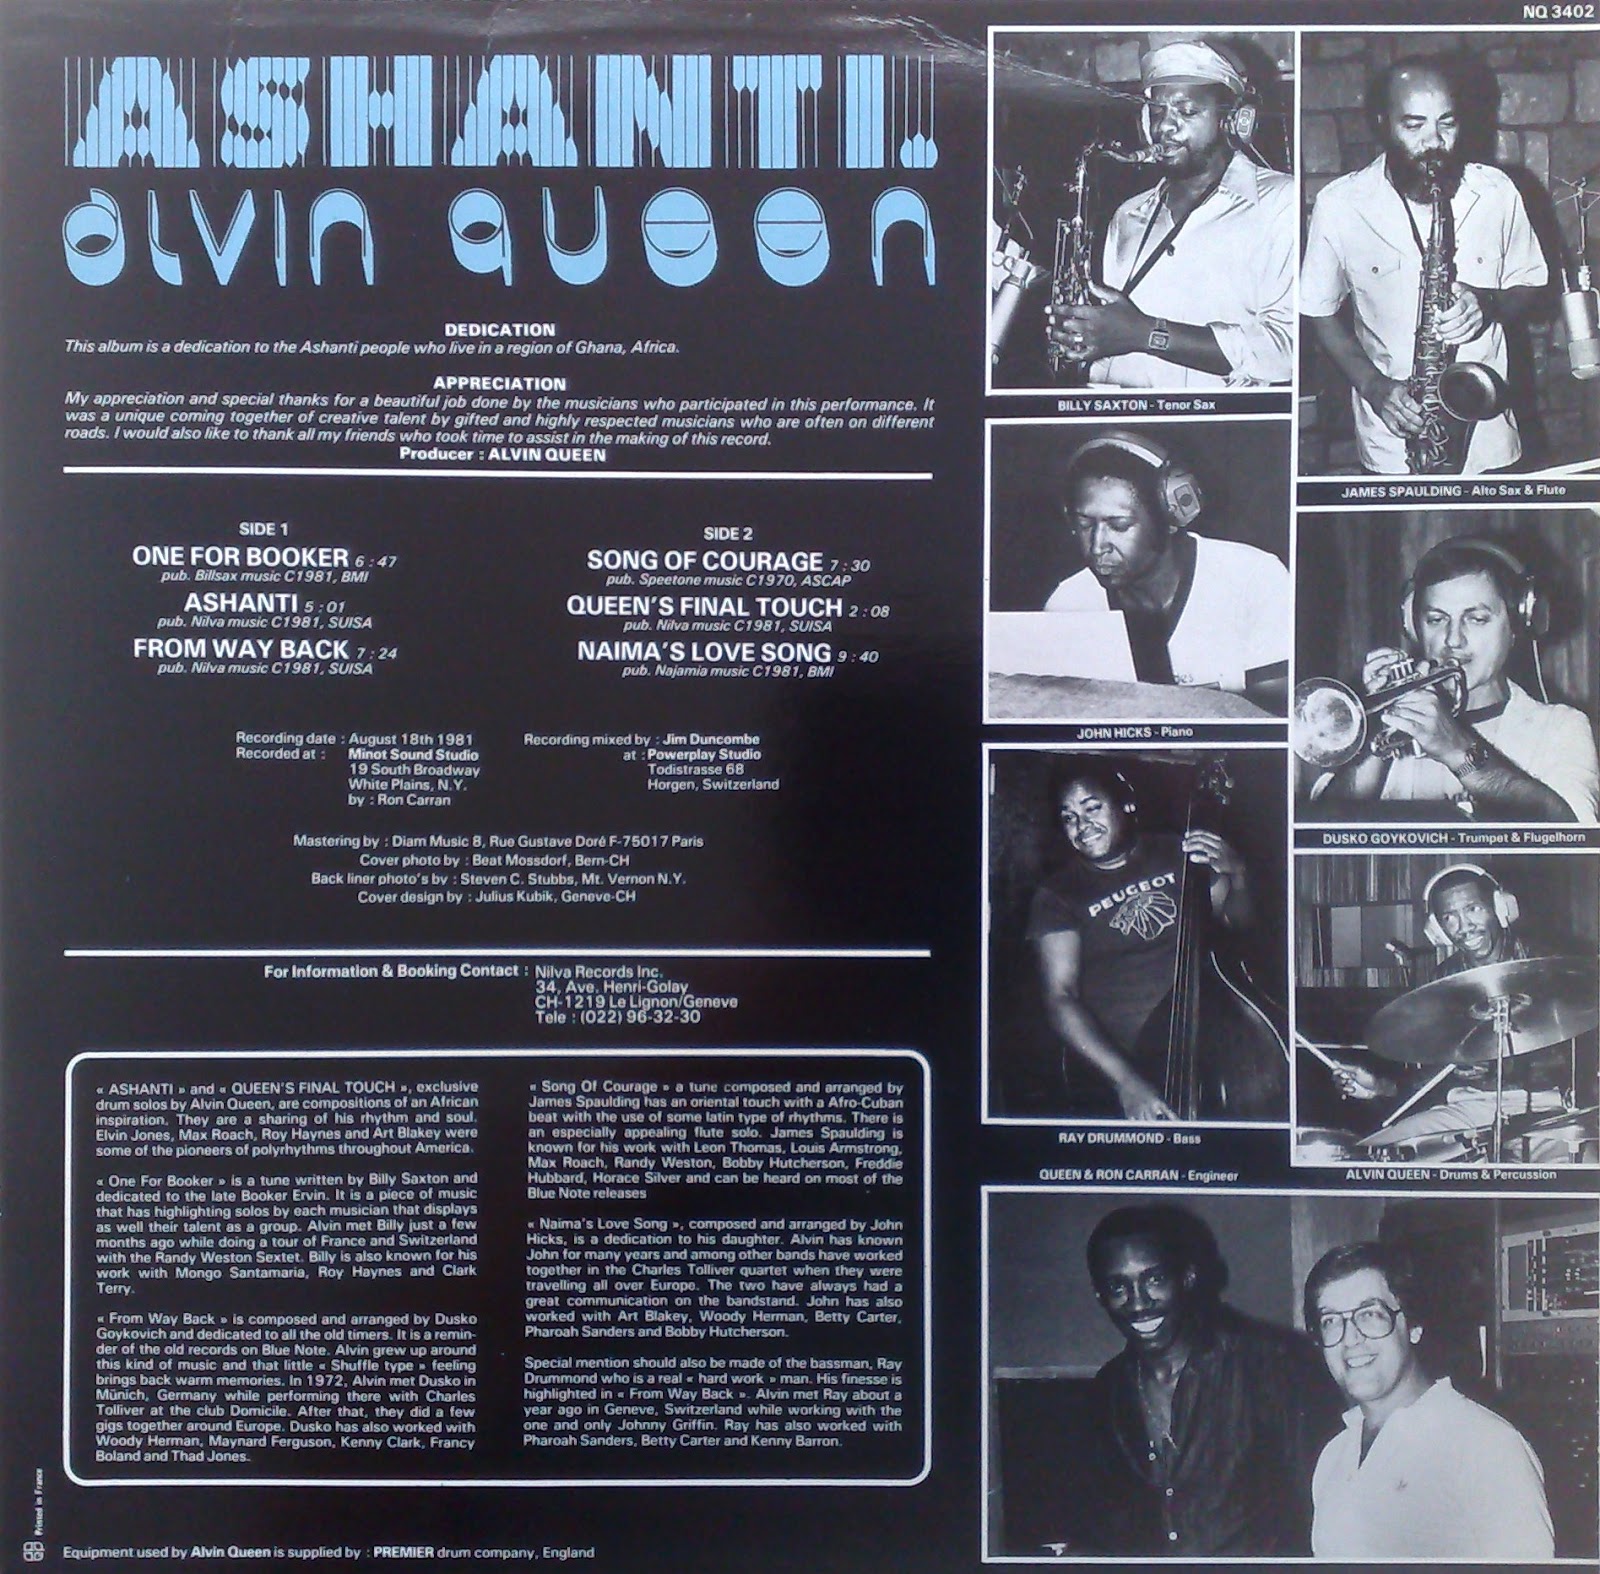 NQ 3402
ASHANTI.
alvin queen
DEDICATION
This album is a dedication to the Ashanti people who live in a region of Ghana, Africa.
APPRECIATION
My appreciation and special thanks for a beautiful job done by the musicians who participated in this performance. It
was a unique coming together of creative talent by gifted and highly respected musicians who are often on different
roads. I would also like to thank all my friends who took time to assist in the making of this record.
Producer : ALVIN QUEEN
SIDE 1
ONE FOR BOOKER 6 : 47
pub. Billsax music C1981, BMI
ASHANTI 5 : 01
pub. Nilva music C1981, SUISA
FROM WAY BACK 7 : 24
pub. Nilva music C1981, SUISA
SIDE 2
SONG OF COURAGE 7 : 30
pub. Speetone music C1970, ASCAP
QUEEN'S FINAL TOUCH 2 : 08
pub. Nilva music C1981, SUISA
NAIMA'S LOVE SONG 9 : 40
pub. Najamia music C1981, BMI
Recording date : August 18th 1981
Recorded at : Minot Sound Studio
19 South Broadway
White Plains, N.Y.
by : Ron Carran
Recording mixed by : Jim Duncombe
at : Powerplay Studio
Todistrasse 68
Horgen, Switzerland
Mastering by : Diam Music 8, Rue Gustave Doré F-75017 Paris
Cover photo by : Beat Mossdorf, Bern-CH
Back liner photo's by : Steven C. Stubbs, Mt. Vernon N.Y.
Cover design by : Julius Kubik, Geneve-CH
For Information & Booking Contact : Nilva Records Inc.
34, Ave. Henri-Golay
CH-1219 Le Lignon/Geneve
Tele : (022) 96-32-30
« ASHANTI » and « QUEEN'S FINAL TOUCH », exclusive
drum solos by Alvin Queen, are compositions of an African
inspiration. They are a sharing of his rhythm and soul.
Elvin Jones, Max Roach, Roy Haynes and Art Blakey were
some of the pioneers of polyrhythms throughout America.
« One For Booker » is a tune written by Billy Saxton and
dedicated to the late Booker Ervin. It is a piece of music
that has highlighting solos by each musician that displays
as well their talent as a group. Alvin met Billy just a few
months ago while doing a tour of France and Switzerland
with the Randy Weston Sextet. Billy is also known for his
work with Mongo Santamaria, Roy Haynes and Clark
Terry.
« From Way Back » is composed and arranged by Dusko
Goykovich and dedicated to all the old timers. It is a remin-
der of the old records on Blue Note. Alvin grew up around
this kind of music and that little « Shuffle type » feeling
brings back warm memories. In 1972, Alvin met Dusko in
Münich, Germany while performing there with Charles
Tolliver at the club Domicile. After that, they did a few
gigs together around Europe. Dusko has also worked with
Woody Herman, Maynard Ferguson, Kenny Clark, Francy
Boland and Thad Jones.
« Song Of Courage » a tune composed and arranged by
James Spaulding has an oriental touch with a Afro-Cuban
beat with the use of some latin type of rhythms. There is
an especially appealing flute solo. James Spaulding is
known for his work with Leon Thomas, Louis Armstrong,
Max Roach, Randy Weston, Bobby Hutcherson, Freddie
Hubbard, Horace Silver and can be heard on most of the
Blue Note releases
« Naima's Love Song », composed and arranged by John
Hicks, is a dedication to his daughter. Alvin has known
John for many years and among other bands have worked
together in the Charles Tolliver quartet when they were
travelling all over Europe. The two have always had a
great communication on the bandstand. John has also
worked with Art Blakey, Woody Herman, Betty Carter,
Pharoah Sanders and Bobby Hutcherson.
Special mention should also be made of the bassman, Ray
Drummond who is a real « hard work » man. His finesse is
highlighted in « From Way Back ». Alvin met Ray about a
year ago in Geneve, Switzerland while working with the
one and only Johnny Griffin. Ray has also worked with
Pharoah Sanders, Betty Carter and Kenny Barron.
Printed in France
Equipment used by Alvin Queen is supplied by : PREMIER drum company, England
BILLY SAXTON - Tenor Sax
JAMES SPAULDING - Alto Sax & Flute
JOHN HICKS - Piano
DUSKO GOYKOVICH - Trumpet & Flugelhorn
PEUGEOT
RAY DRUMMOND - Bass
ALVIN QUEEN - Drums & Percussion
QUEEN & RON CARRAN - Engineer